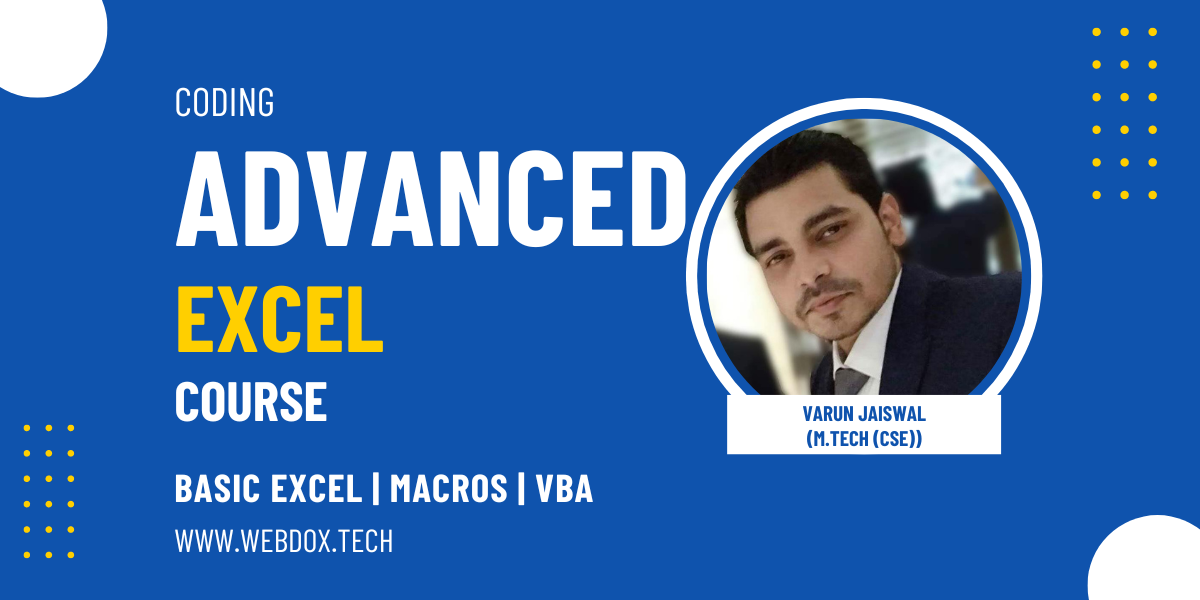 CODING
ADVANCED
EXCEL
COURSE
BASIC EXCEL | MACROS | VBA
WWW.WEBDOX.TECH
VARUN JAISWAL
(M.TECH (CSE))